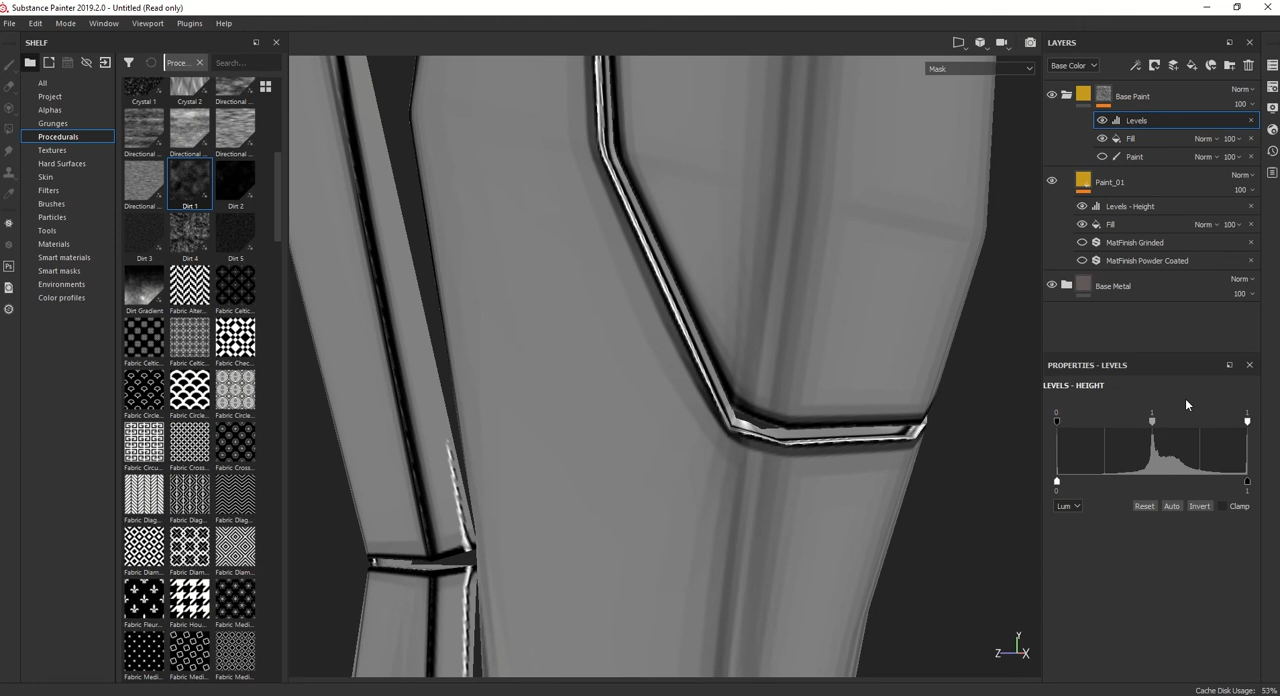 Substance Painter 2019.2.0 - Untitled (Read only)
File Edit Mode Window Viewport Plugins Help
SHELF
Proce...
Search...
All
Project
Alphas
Grunges
Procedurals
Textures
Hard Surfaces
Skin
Filters
Brushes
Particles
Tools
Materials
Smart materials
Smart masks
Environments
Color profiles
Crystal 1 Crystal 2 Directional ...
Directional ... Directional ... Directional ...
Directional ... Dirt 1 Dirt 2
Dirt 3 Dirt 4 Dirt 5
Dirt Gradient Fabric Alter... Fabric Celtic...
Fabric Celtic... Fabric Celtic... Fabric Chec...
Fabric Circle... Fabric Circle... Fabric Circle...
Fabric Circu... Fabric Cross... Fabric Cross...
Fabric Diag... Fabric Diag... Fabric Diag...
Fabric Diam... Fabric Diam... Fabric Diam...
Fabric Fleur... Fabric Hou... Fabric Medi...
Fabric Medi... Fabric Medi... Fabric Medi...
Ps
Mask
Y
Z X
LAYERS
Base Color
Base Paint Norm 100
Levels
Fill Norm 100
Paint Norm 100
Paint_01 Norm 100
Levels - Height
Fill Norm 100
MatFinish Grinded
MatFinish Powder Coated
Base Metal Norm 100
PROPERTIES - LEVELS
LEVELS - HEIGHT
0 1 1
0 1
Lum Reset Auto Invert Clamp
Cache Disk Usage: 53%